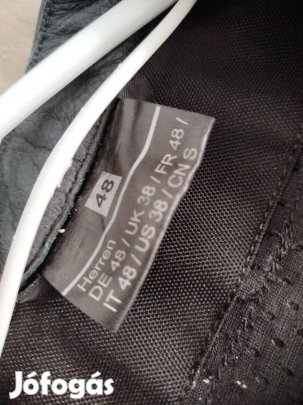 48
Herren
DE 48 / UK 38 / FR 48 /
IT 48 / US 38 / CN S
Jófogás